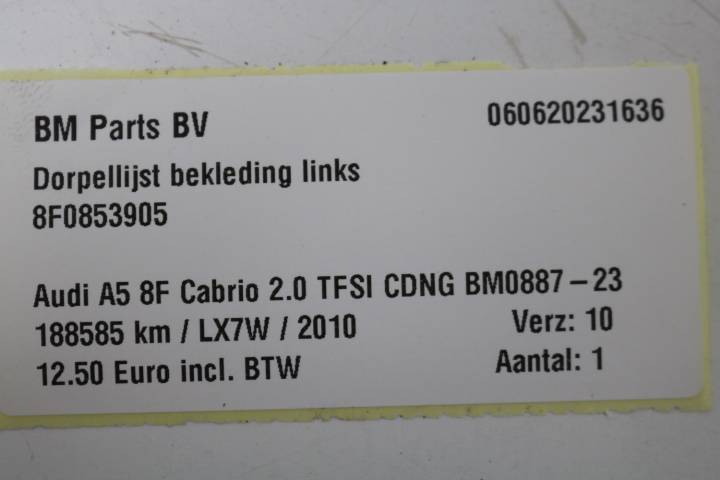 BM Parts BV 060620231636
Dorpellijst bekleding links
8F0853905
Audi A5 8F Cabrio 2.0 TFSI CDNG BM0887-23
188585 km / LX7W / 2010 Verz: 10
12.50 Euro incl. BTW Aantal: 1